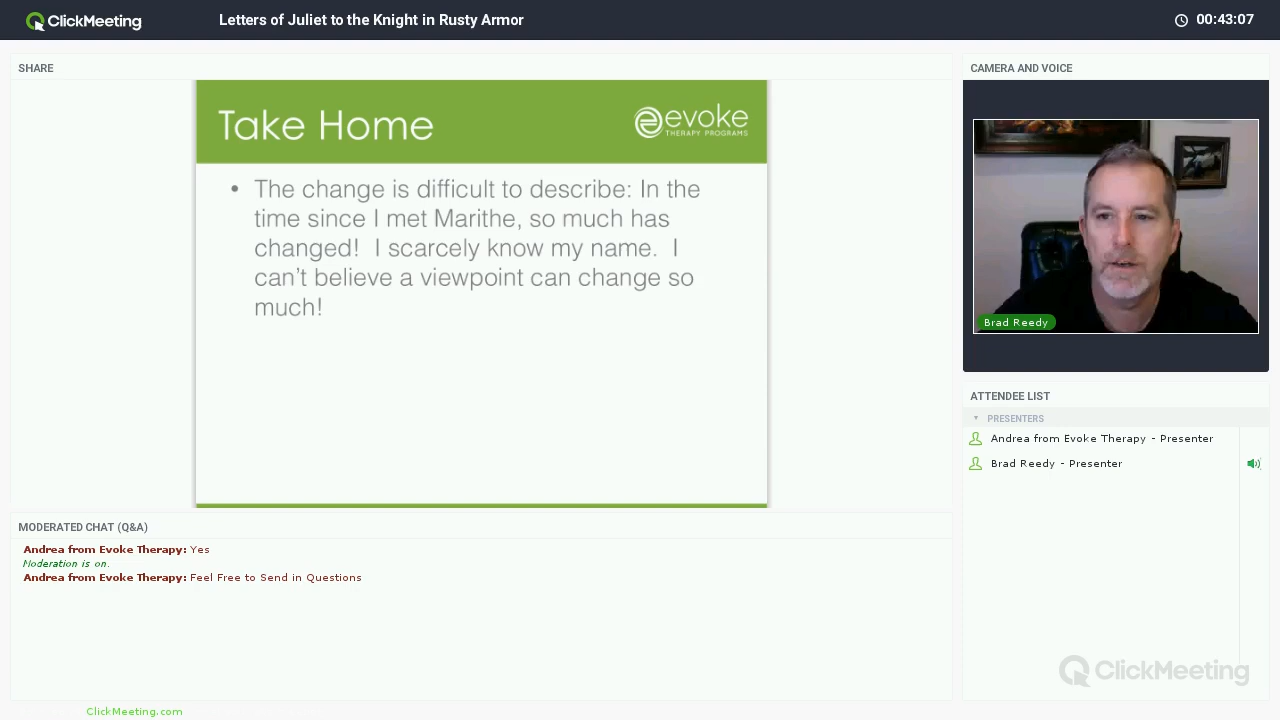 ClickMeeting
Letters of Juliet to the Knight in Rusty Armor
00:43:07
SHARE
Take Home
evoke
THERAPY PROGRAMS
• The change is difficult to describe: In the
time since I met Marithe, so much has
changed!  I scarcely know my name.  I
can't believe a viewpoint can change so
much!
MODERATED CHAT (Q&A)
Andrea from Evoke Therapy: Yes
Moderation is on.
Andrea from Evoke Therapy: Feel Free to Send in Questions
ClickMeeting.com
CAMERA AND VOICE
Brad Reedy
ATTENDEE LIST
PRESENTERS
Andrea from Evoke Therapy - Presenter
Brad Reedy - Presenter
ClickMeeting